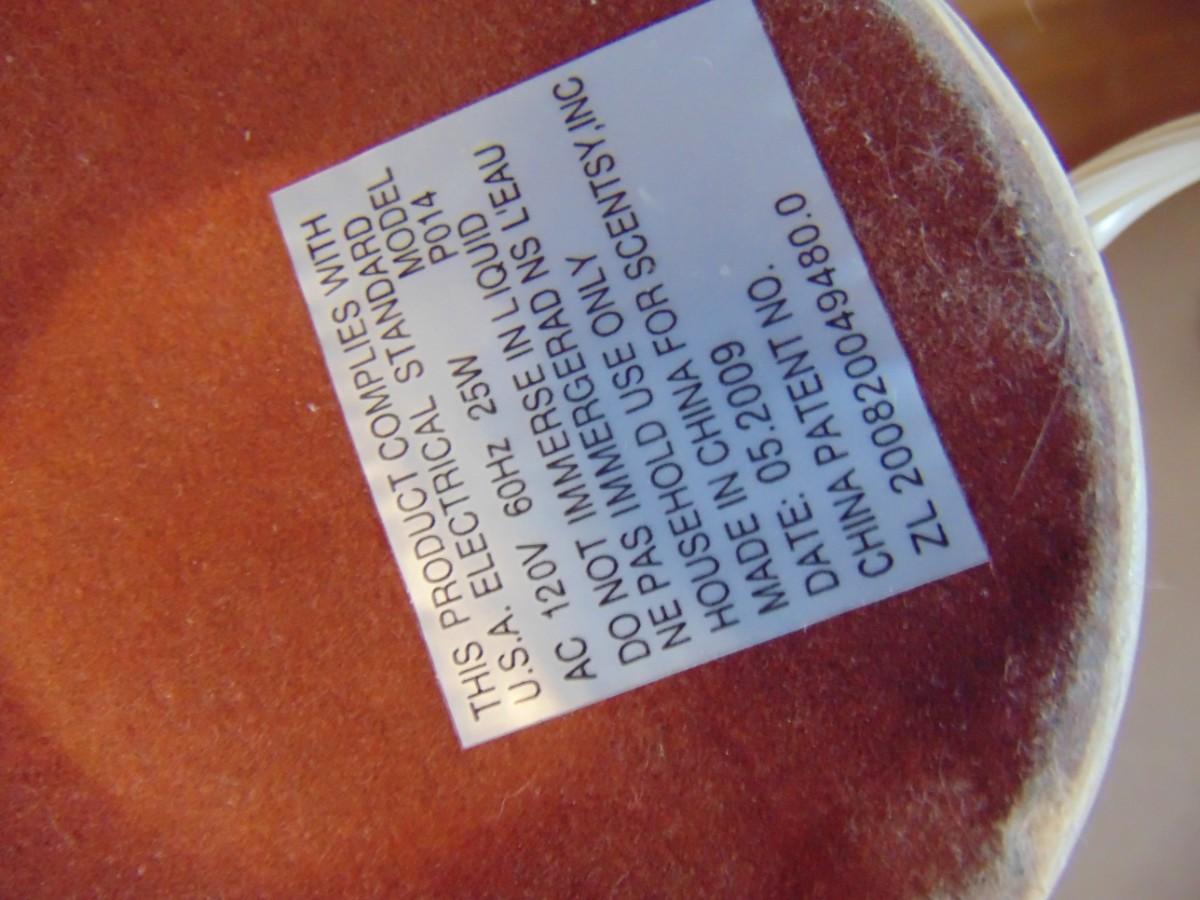 THIS PRODUCT COMPLIES WITH
U.S.A. ELECTRICAL STANDARD
MODEL
AC 120V 60Hz 25W P014
DO NOT IMMERSE IN LIQUID
NE PAS IMMERGERAD NS L'EAU
HOUSEHOLD USE ONLY
MADE IN CHINA FOR SCENTSY,INC
DATE: 05.2009
CHINA PATENT NO.
ZL 200820049480.0